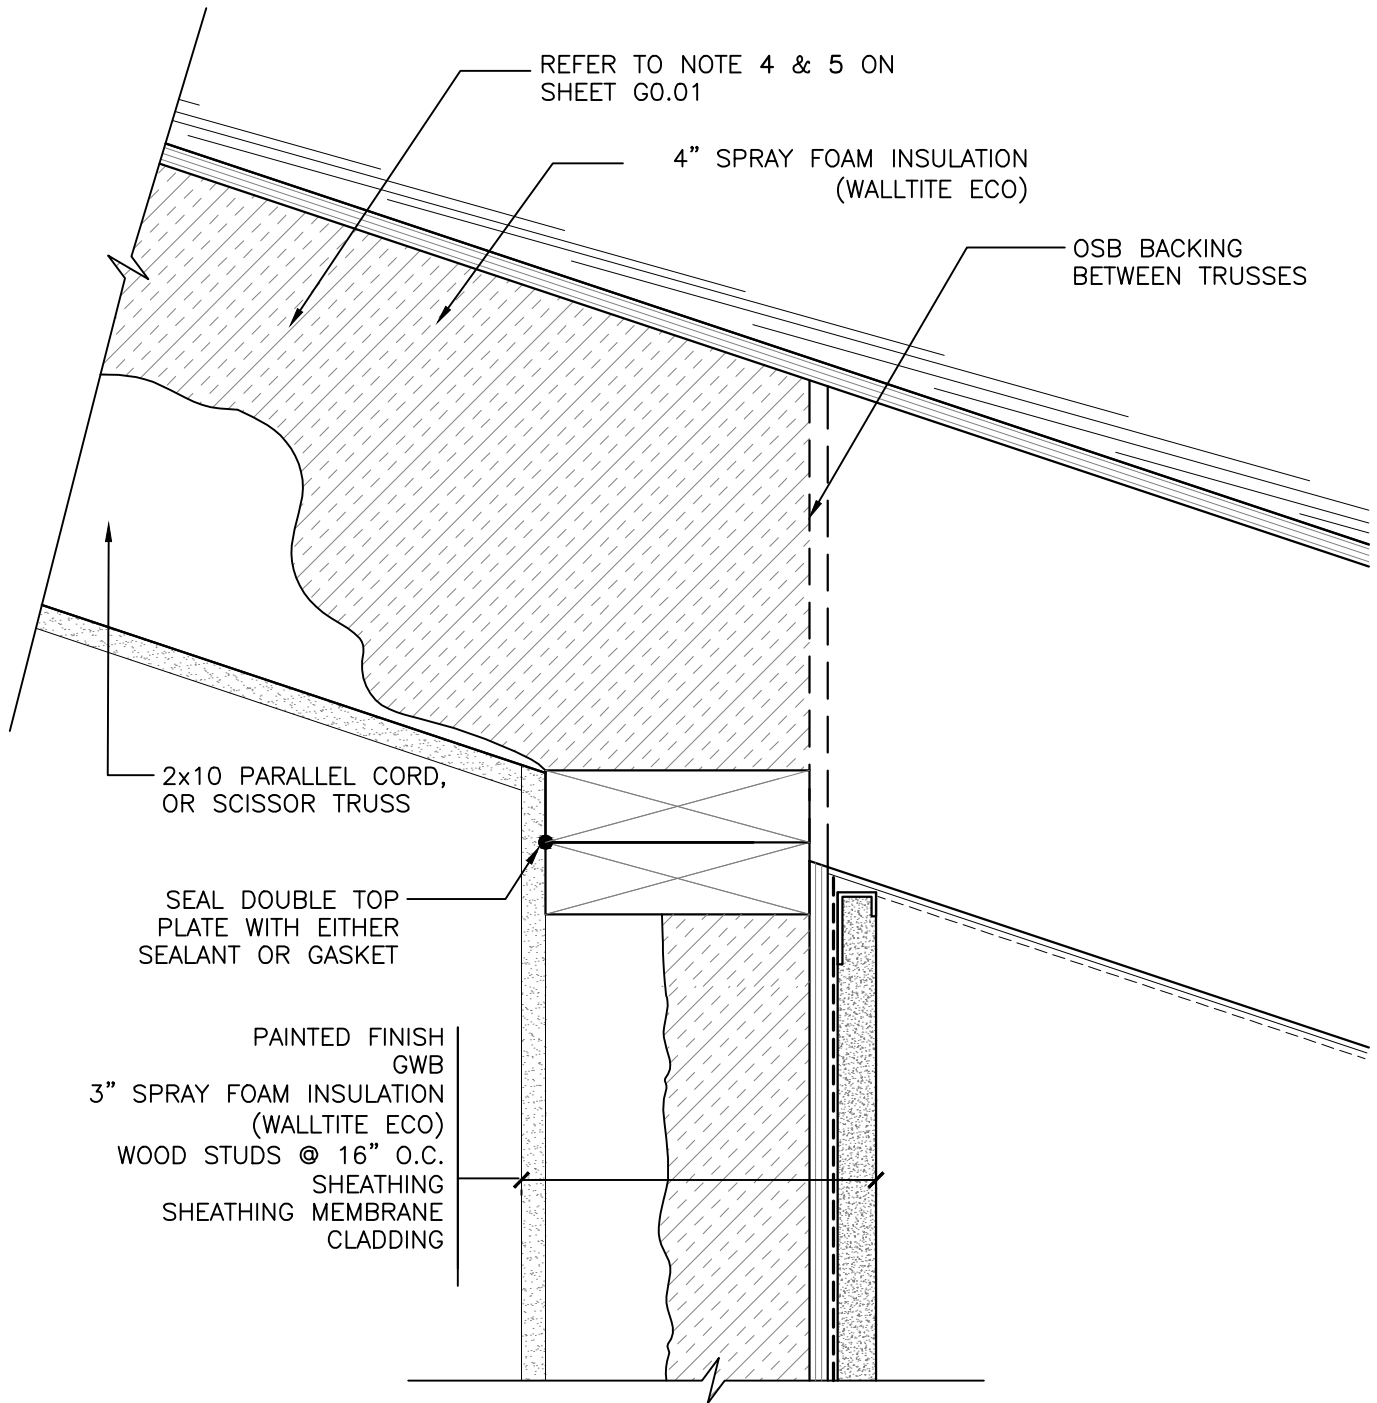 REFER TO NOTE 4 & 5 ON
SHEET G0.01
4” SPRAY FOAM INSULATION
(WALLTITE ECO)
OSB BACKING
BETWEEN TRUSSES
2x10 PARALLEL CORD,
OR SCISSOR TRUSS
SEAL DOUBLE TOP
PLATE WITH EITHER
SEALANT OR GASKET
PAINTED FINISH
GWB
3” SPRAY FOAM INSULATION
(WALLTITE ECO)
WOOD STUDS @ 16” O.C.
SHEATHING
SHEATHING MEMBRANE
CLADDING